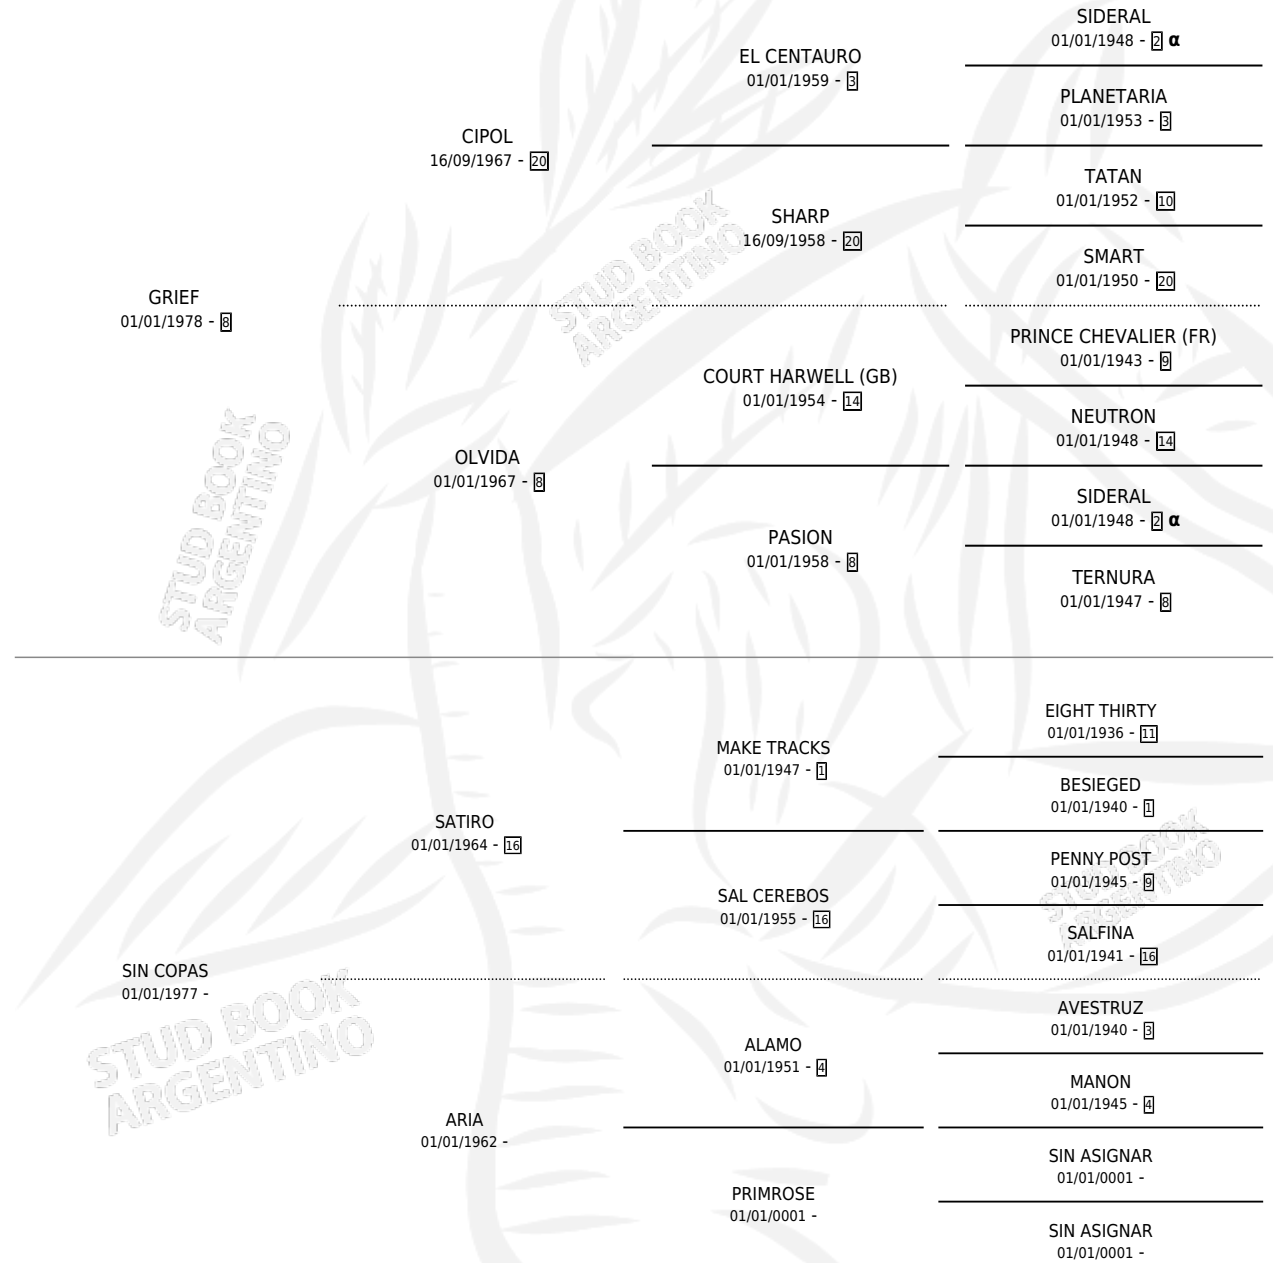 SIDERAL
01/01/1948 - 2 α
EL CENTAURO
01/01/1959 - 3
PLANETARIA
01/01/1953 - 3
CIPOL
16/09/1967 - 20
TATAN
01/01/1952 - 10
SHARP
16/09/1958 - 20
SMART
01/01/1950 - 20
GRIEF
01/01/1978 - 8
PRINCE CHEVALIER (FR)
01/01/1943 - 9
COURT HARWELL (GB)
01/01/1954 - 14
NEUTRON
01/01/1948 - 14
OLVIDA
01/01/1967 - 8
SIDERAL
01/01/1948 - 2 α
PASION
01/01/1958 - 8
TERNURA
01/01/1947 - 8
STUD BOOK
ARGENTINO
STUD BOOK
ARGENTINO
EIGHT THIRTY
01/01/1936 - 11
MAKE TRACKS
01/01/1947 - 1
BESIEGED
01/01/1940 - 1
SATIRO
01/01/1964 - 16
PENNY POST
01/01/1945 - 9
SAL CEREBOS
01/01/1955 - 16
SALFINA
01/01/1941 - 16
SIN COPAS
01/01/1977 -
AVESTRUZ
01/01/1940 - 3
ALAMO
01/01/1951 - 4
MANON
01/01/1945 - 4
ARIA
01/01/1962 -
SIN ASIGNAR
01/01/0001 -
PRIMROSE
01/01/0001 -
SIN ASIGNAR
01/01/0001 -
STUD BOOK
ARGENTINO
STUD BOOK
ARGENTINO